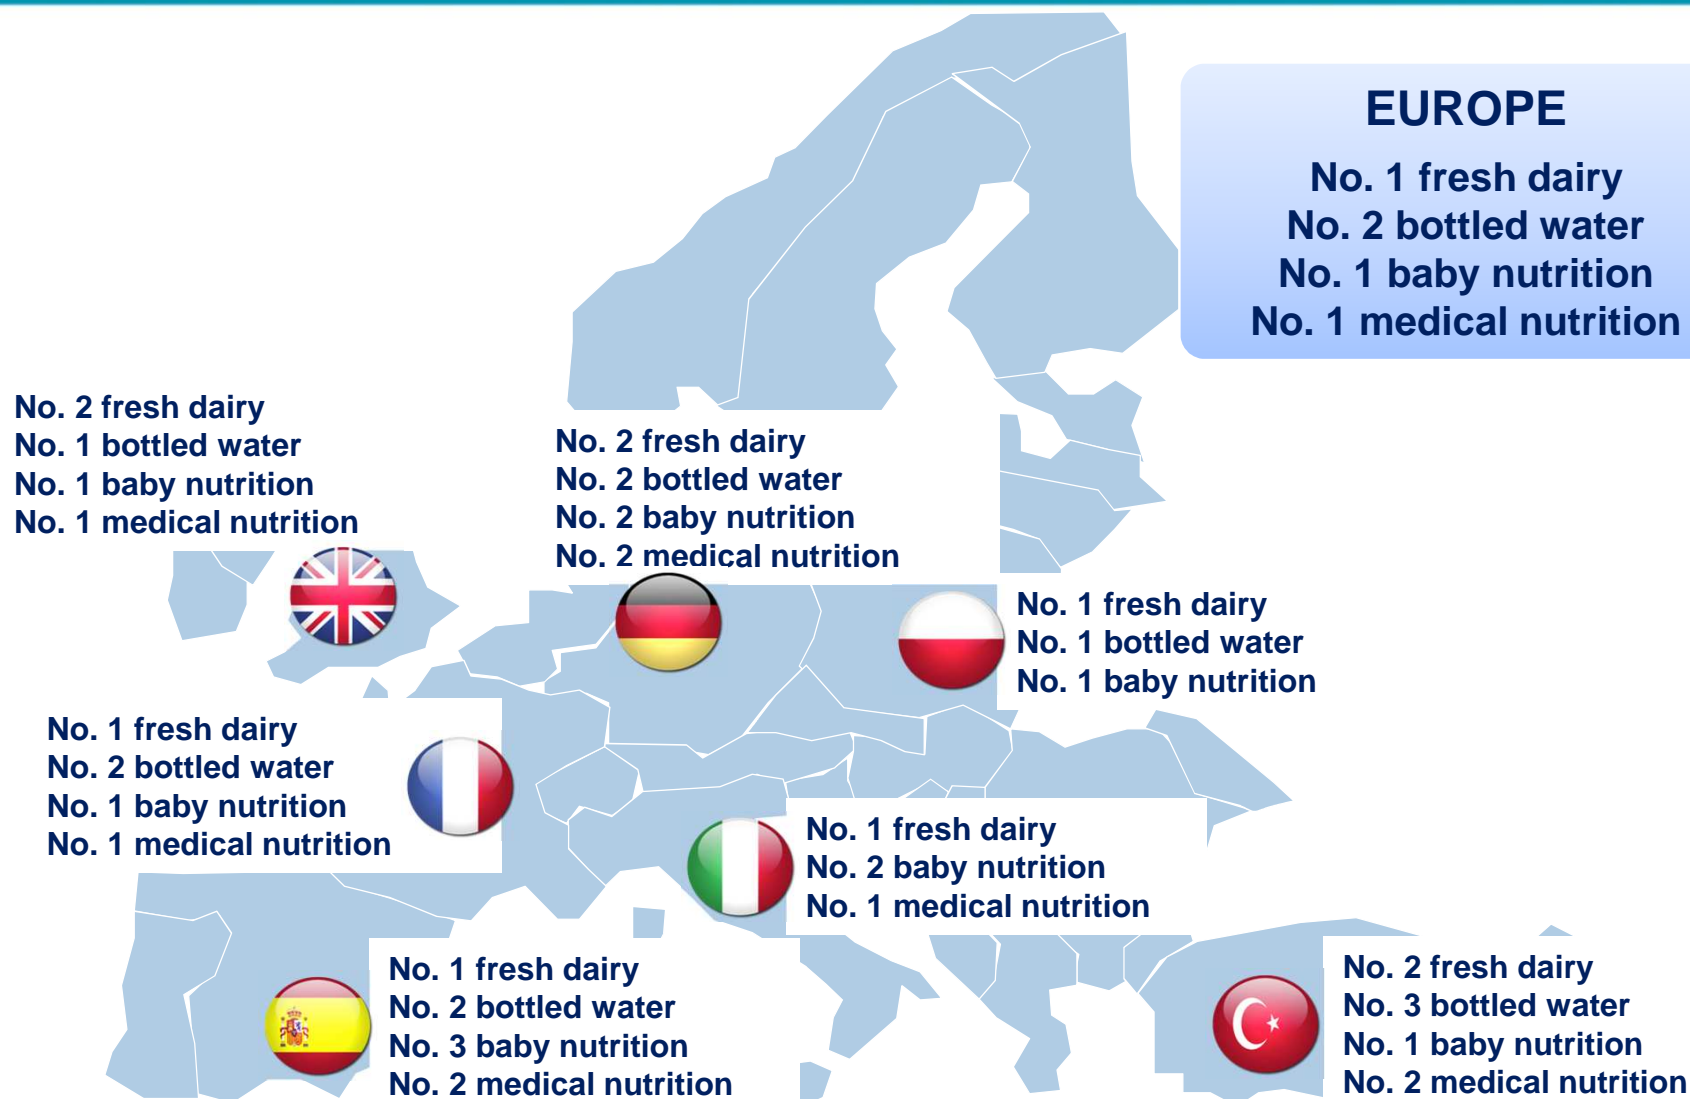 EUROPE
No. 1 fresh dairy
No. 2 bottled water
No. 1 baby nutrition
No. 1 medical nutrition
No. 2 fresh dairy
No. 1 bottled water
No. 1 baby nutrition
No. 1 medical nutrition
No. 2 fresh dairy
No. 2 bottled water
No. 2 baby nutrition
No. 2 medical nutrition
No. 1 fresh dairy
No. 1 bottled water
No. 1 baby nutrition
No. 1 fresh dairy
No. 2 bottled water
No. 1 baby nutrition
No. 1 medical nutrition
No. 1 fresh dairy
No. 2 baby nutrition
No. 1 medical nutrition
No. 1 fresh dairy
No. 2 bottled water
No. 3 baby nutrition
No. 2 medical nutrition
No. 2 fresh dairy
No. 3 bottled water
No. 1 baby nutrition
No. 2 medical nutrition